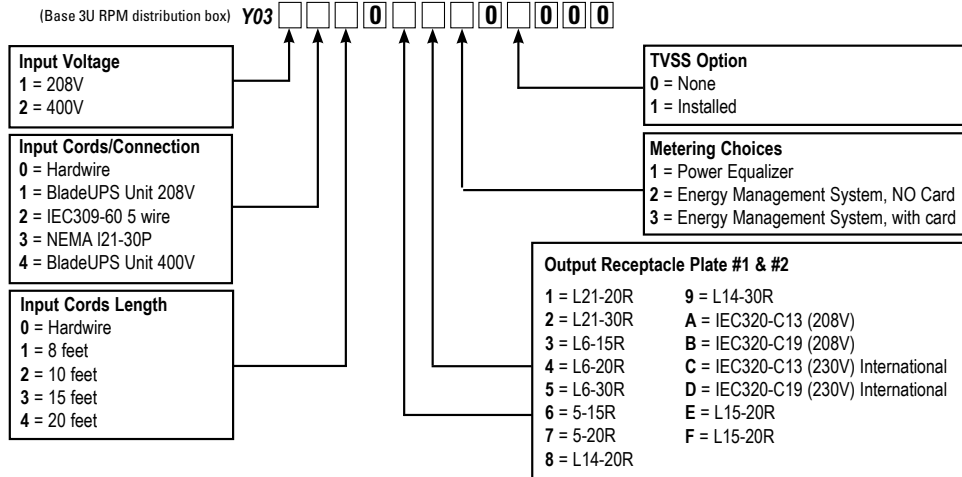 (Base 3U RPM distribution box) Y03 0 0 0 0 0
Input Voltage
1 = 208V
2 = 400V
Input Cords/Connection
0 = Hardwire
1 = BladeUPS Unit 208V
2 = IEC309-60 5 wire
3 = NEMA l21-30P
4 = BladeUPS Unit 400V
Input Cords Length
0 = Hardwire
1 = 8 feet
2 = 10 feet
3 = 15 feet
4 = 20 feet
TVSS Option
0 = None
1 = Installed
Metering Choices
1 = Power Equalizer
2 = Energy Management System, NO Card
3 = Energy Management System, with card
Output Receptacle Plate #1 & #2
1 = L21-20R
2 = L21-30R
3 = L6-15R
4 = L6-20R
5 = L6-30R
6 = 5-15R
7 = 5-20R
8 = L14-20R
9 = L14-30R
A = IEC320-C13 (208V)
B = IEC320-C19 (208V)
C = IEC320-C13 (230V) International
D = IEC320-C19 (230V) International
E = L15-20R
F = L15-20R